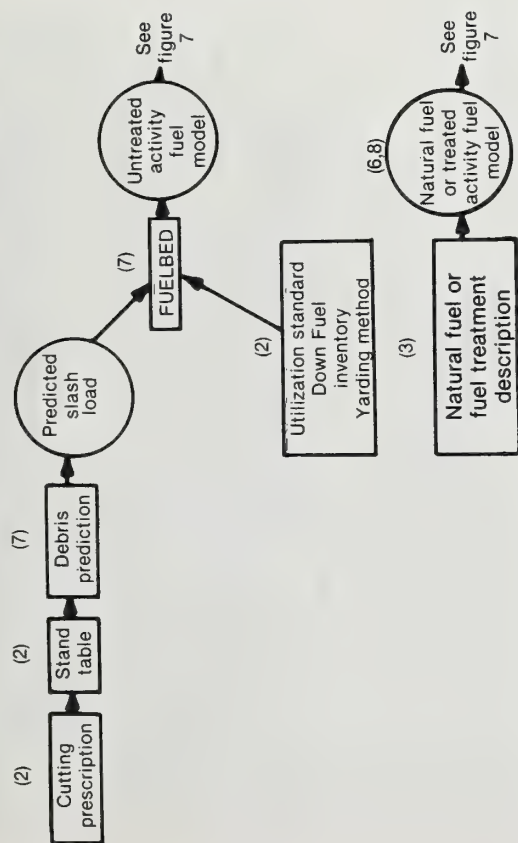 (2)
Cutting
prescription
(2)
Stand
table
(7)
Debris
prediction
Predicted
slash
load
(7)
FUELBED
Untreated
activity
fuel
model
See
figure
7
(2)
Utilization standard
Down Fuel
inventory
Yarding method
(3)
Natural fuel or
fuel treatment
description
(6,8)
Natural fuel
or treated
activity fuel
model
See
figure
7